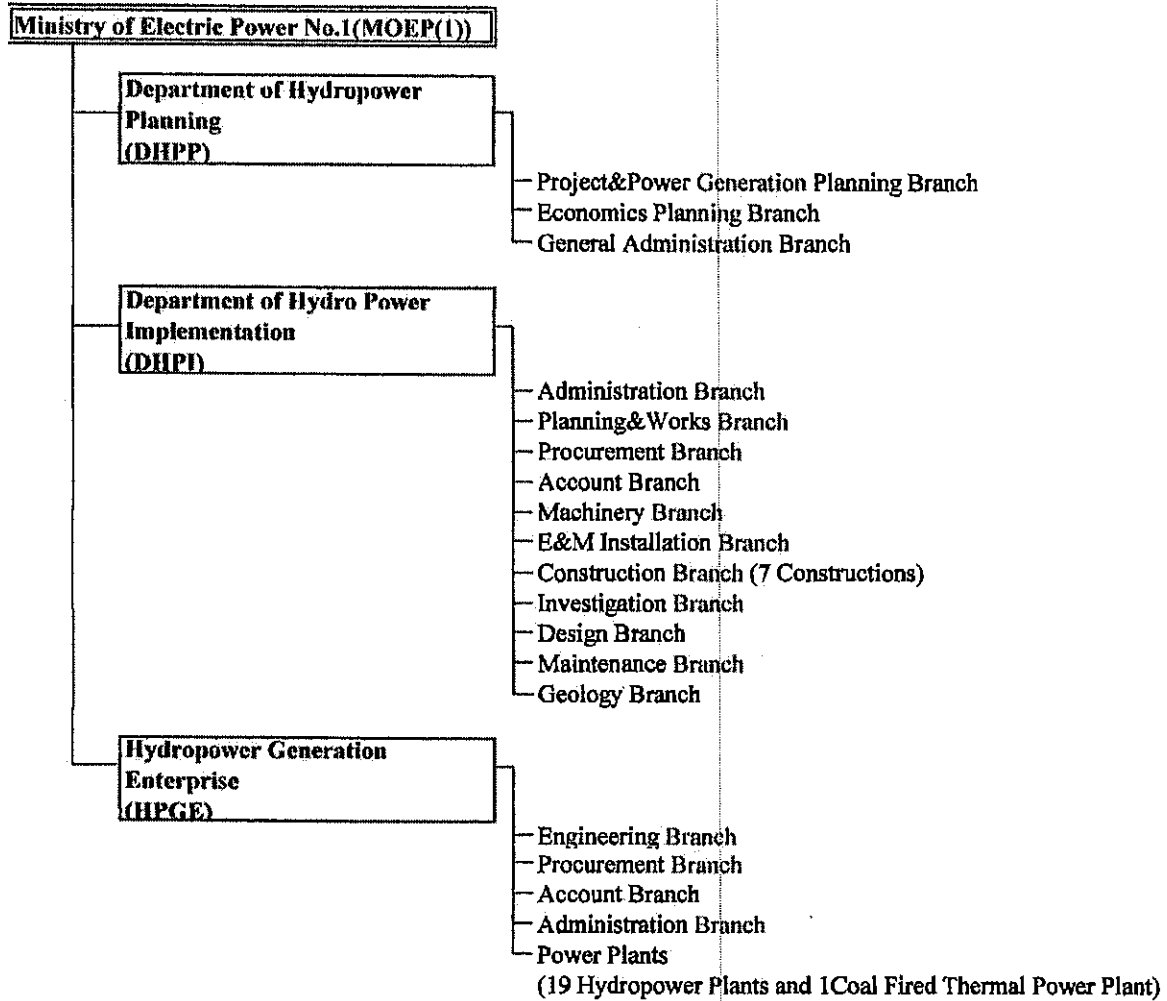 Ministry of Electric Power No.1(MOEP(1))
Department of Hydropower
Planning
(DHPP)
Project&Power Generation Planning Branch
Economics Planning Branch
General Administration Branch
Department of Hydro Power
Implementation
(DHPI)
Administration Branch
Planning&Works Branch
Procurement Branch
Account Branch
Machinery Branch
E&M Installation Branch
Construction Branch (7 Constructions)
Investigation Branch
Design Branch
Maintenance Branch
Geology Branch
Hydropower Generation
Enterprise
(HPGE)
Engineering Branch
Procurement Branch
Account Branch
Administration Branch
Power Plants
(19 Hydropower Plants and 1Coal Fired Thermal Power Plant)